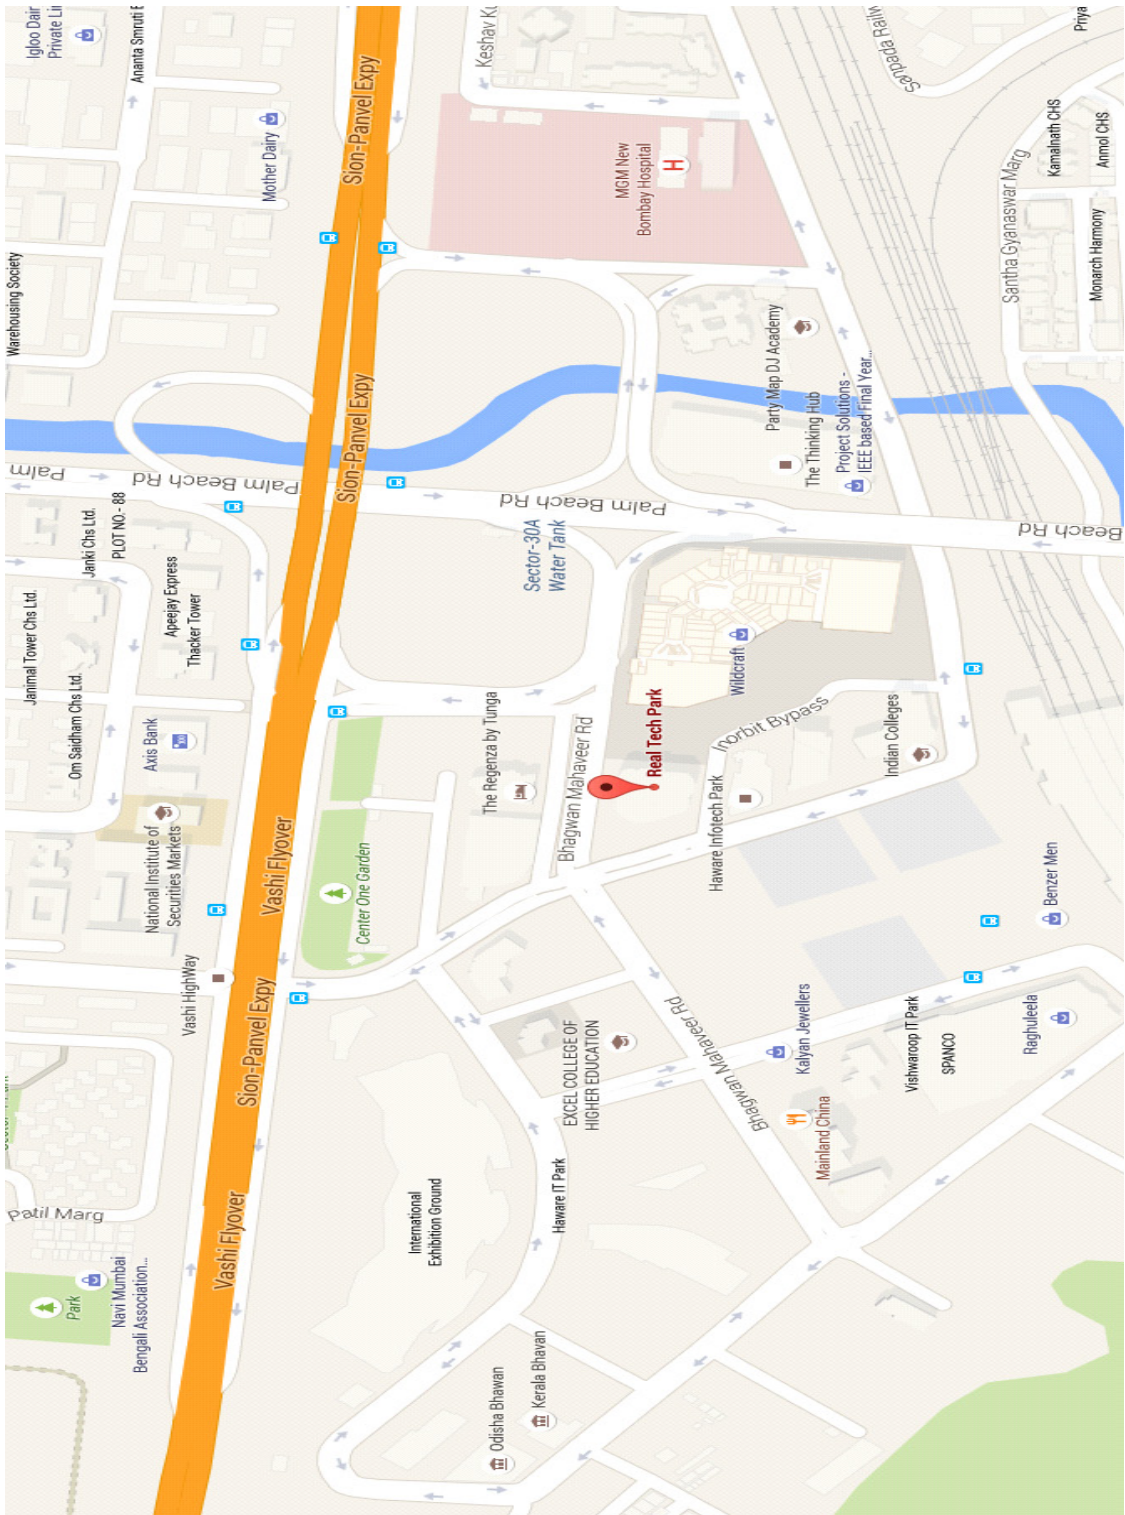 Igloo Dair
Private Li
Ananta Smruti
Mother Dairy
Warehousing Society
Sion-Panvel Expy
Keshav Ku
MGM New
Bombay Hospital
Sanpada Railw
Priya
Kamalnath CHS
Anmol CHS
Santha Gyanaswar Marg
Monarch Harmony
Sion-Panvel Expy
Party Map DJ Academy
The Thinking Hub
Project Solutions -
IEEE based Final Year...
Palm
Palm Beach Rd
Palm Beach Rd
Palm Beach Rd
Beach Rd
Janki Chs Ltd.
PLOT NO.- 88
Janimal Tower Chs Ltd.
Apeejay Express
Thacker Tower
Om Saidham Chs Ltd.
Axis Bank
National Institute of
Securities Markets
Sector-30A
Water Tank
Wildcraft
The Regenza by Tunga
Bhagwan Mahaveer Rd
Real Tech Park
Inorbit Bypass
Indian Colleges
Haware Infotech Park
Vashi Flyover
Center One Garden
Vashi HighWay
Sion-Panvel Expy
Benzer Men
Raghuleela
Kalyan Jewellers
Vishwaroop IT Park
SPANCO
EXCEL COLLEGE OF
HIGHER EDUCATION
Bhagwan Mahaveer Rd
Mainland China
Haware IT Park
International
Exhibition Ground
Patil Marg
Park
Navi Mumbai
Bengali Association...
Vashi Flyover
Odisha Bhawan
Kerala Bhavan